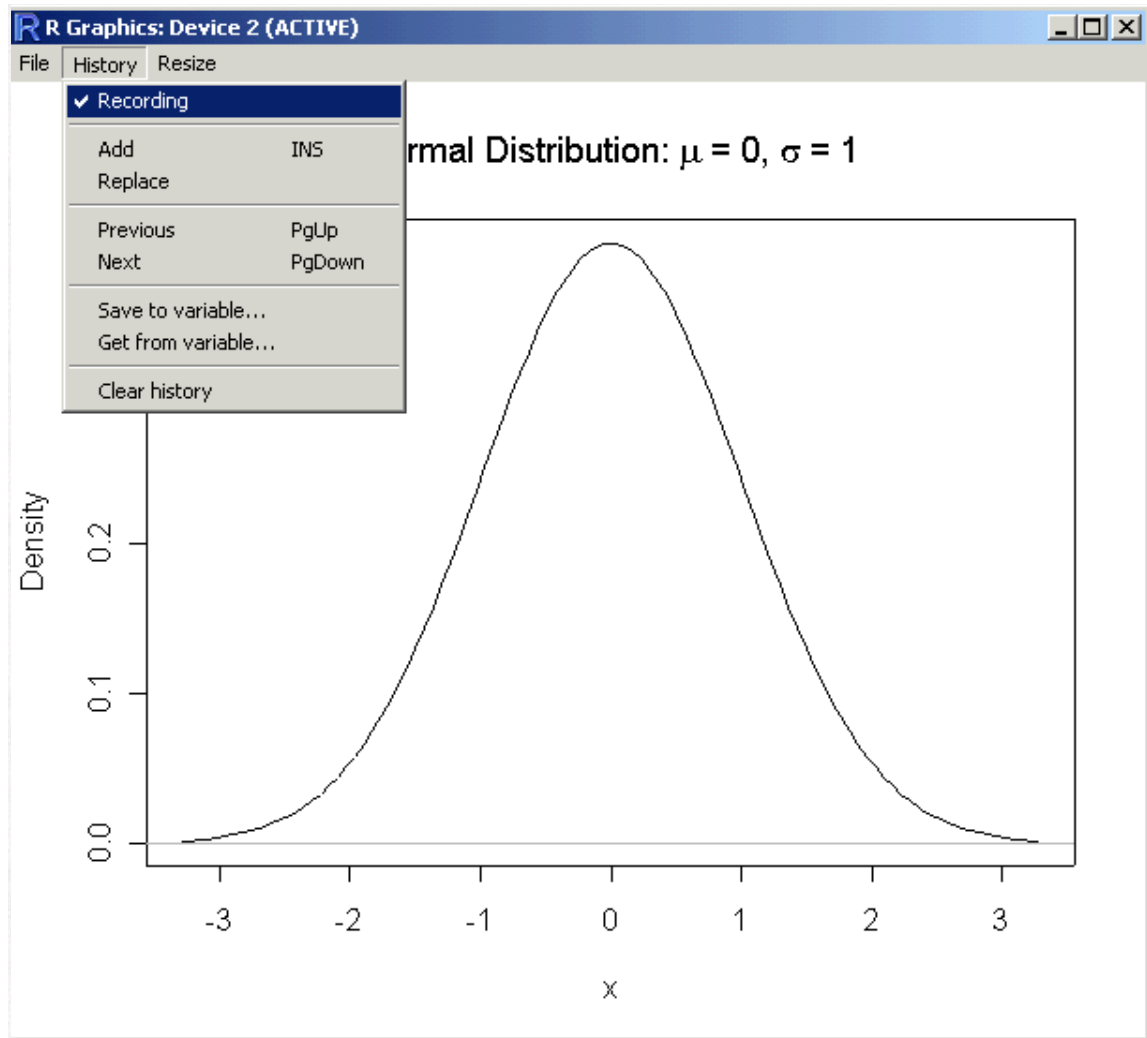 R R Graphics: Device 2 (ACTIVE)
File History Resize
Recording
Add INS
Replace
Previous PgUp
Next PgDown
Save to variable...
Get from variable...
Clear history
rmal Distribution: μ = 0, σ = 1
Density
0.2
0.1
0.0
-3 -2 -1 0 1 2 3
x